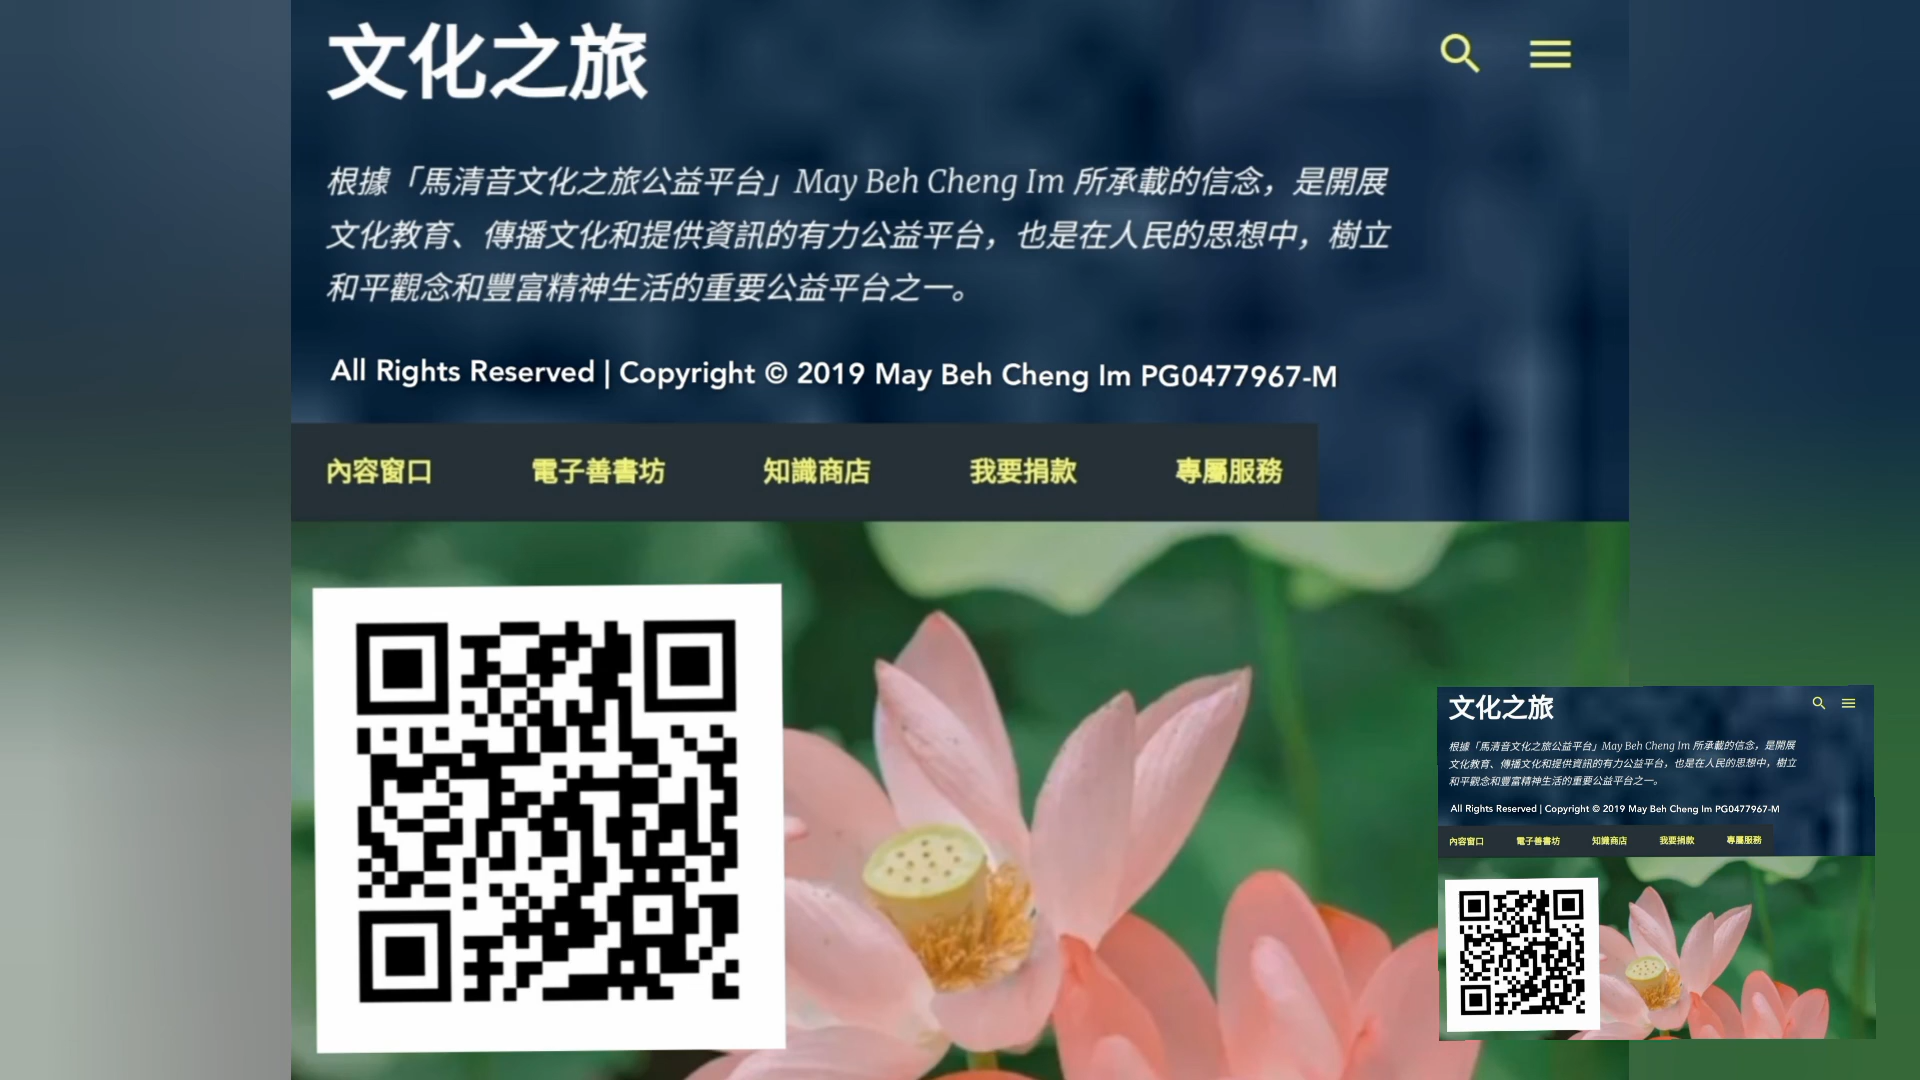 文化之旅
根據「馬清音文化之旅公益平台」May Beh Cheng Im 所承載的信念，是開展
文化教育、傳播文化和提供資訊的有力公益平台，也是在人民的思想中，樹立
和平觀念和豐富精神生活的重要公益平台之一。
All Rights Reserved | Copyright © 2019 May Beh Cheng Im PG0477967-M
內容窗口 電子善書坊 知識商店 我要捐款 專屬服務
文化之旅
根據「馬清音文化之旅公益平台」May Beh Cheng Im 所承載的信念，是開展
文化教育、傳播文化和提供資訊的有力公益平台，也是在人民的思想中，樹立
和平觀念和豐富精神生活的重要公益平台之一。
All Rights Reserved | Copyright © 2019 May Beh Cheng Im PG0477967-M
內容窗口 電子善書坊 知識商店 我要捐款 專屬服務